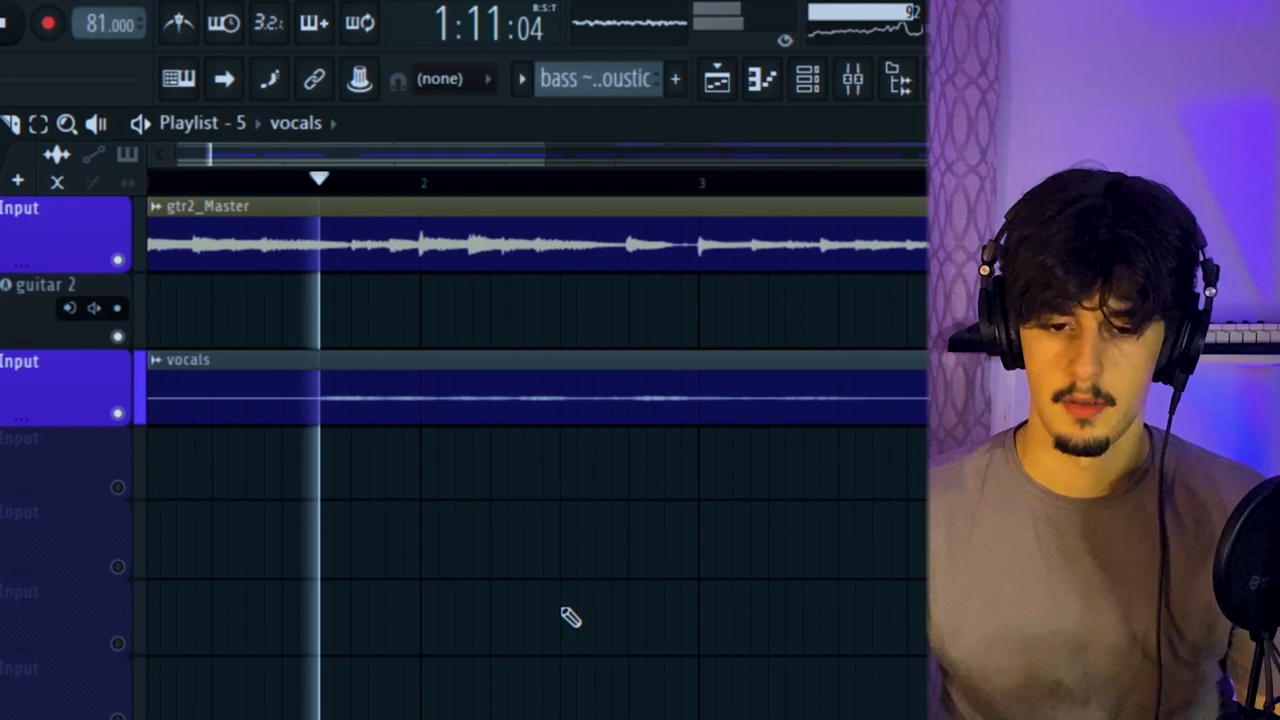 81.000
3.2.
1:11:04
B:S:T
92
(none)
bass ~..oustic
+
Playlist - 5 › vocals ›
+
2
3
Input
gtr2_Master
...
guitar 2
Input
vocals
...
Input
...
Input
...
Input
...
Input